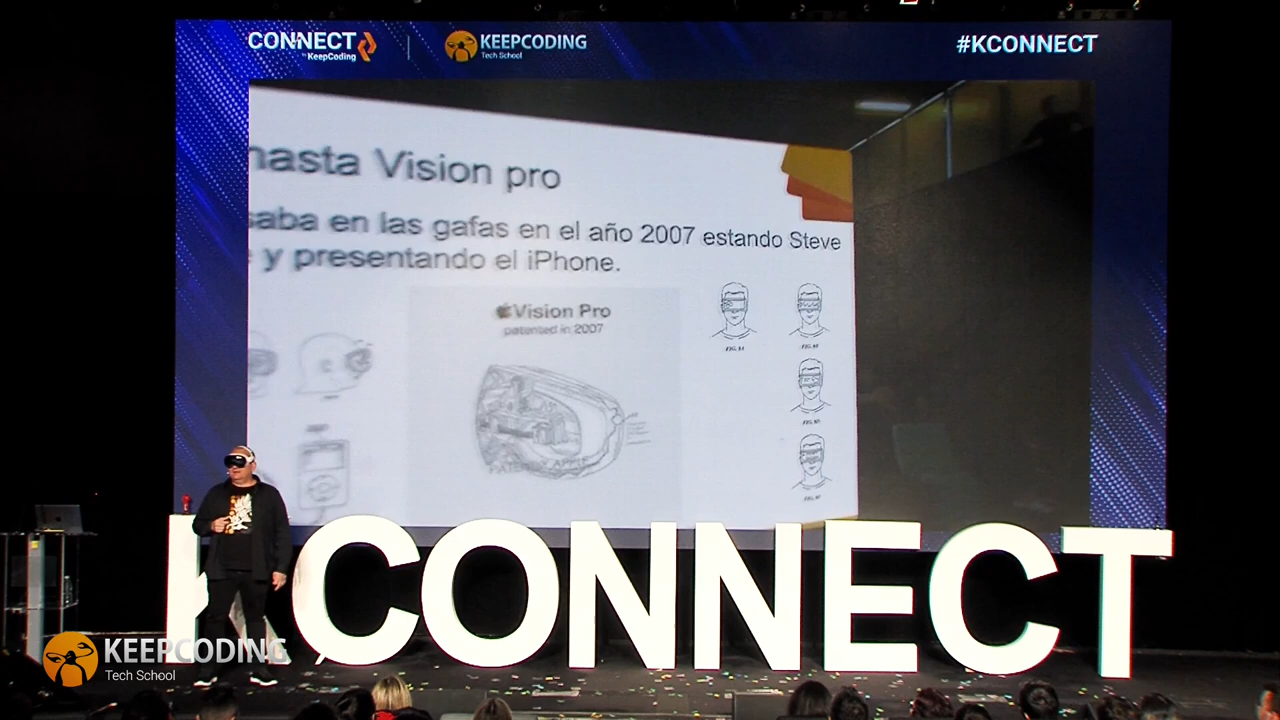 CONNECT
by KeepCoding
KEEPCODING
Tech School
#KCONNECT
hasta Vision pro
saba en las gafas en el año 2007 estando Steve
y presentando el iPhone.
Vision Pro
patented in 2007
KCONNECT
KEEPCODING
Tech School